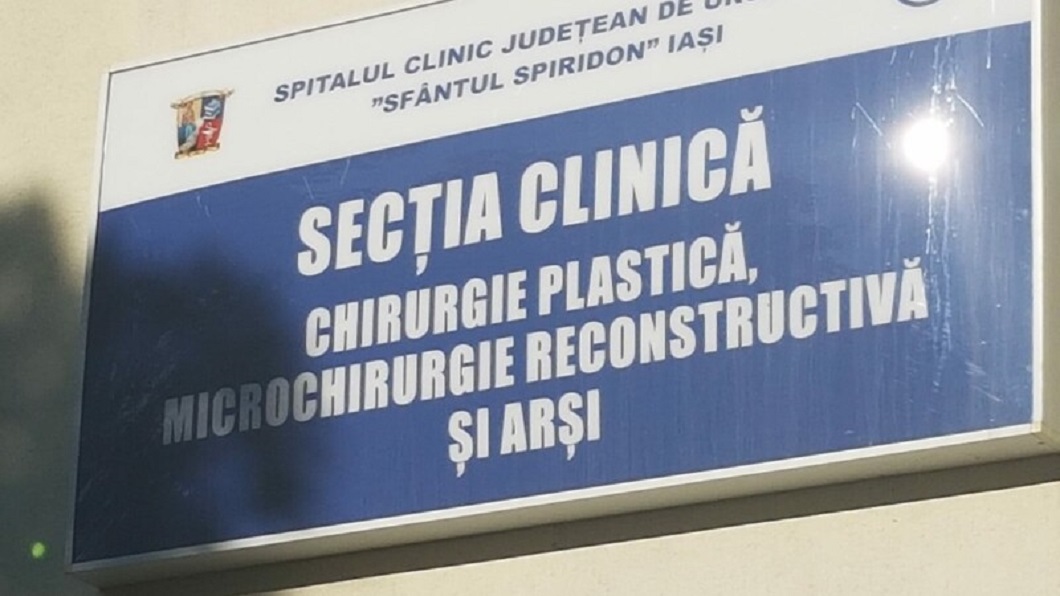 SPITALUL CLINIC JUDEȚEAN DE
"SFÂNTUL SPIRIDON" IAȘI
SECȚIA CLINICĂ
CHIRURGIE PLASTICĂ,
MICROCHIRURGIE RECONSTRUCTIVĂ
ȘI ARȘI